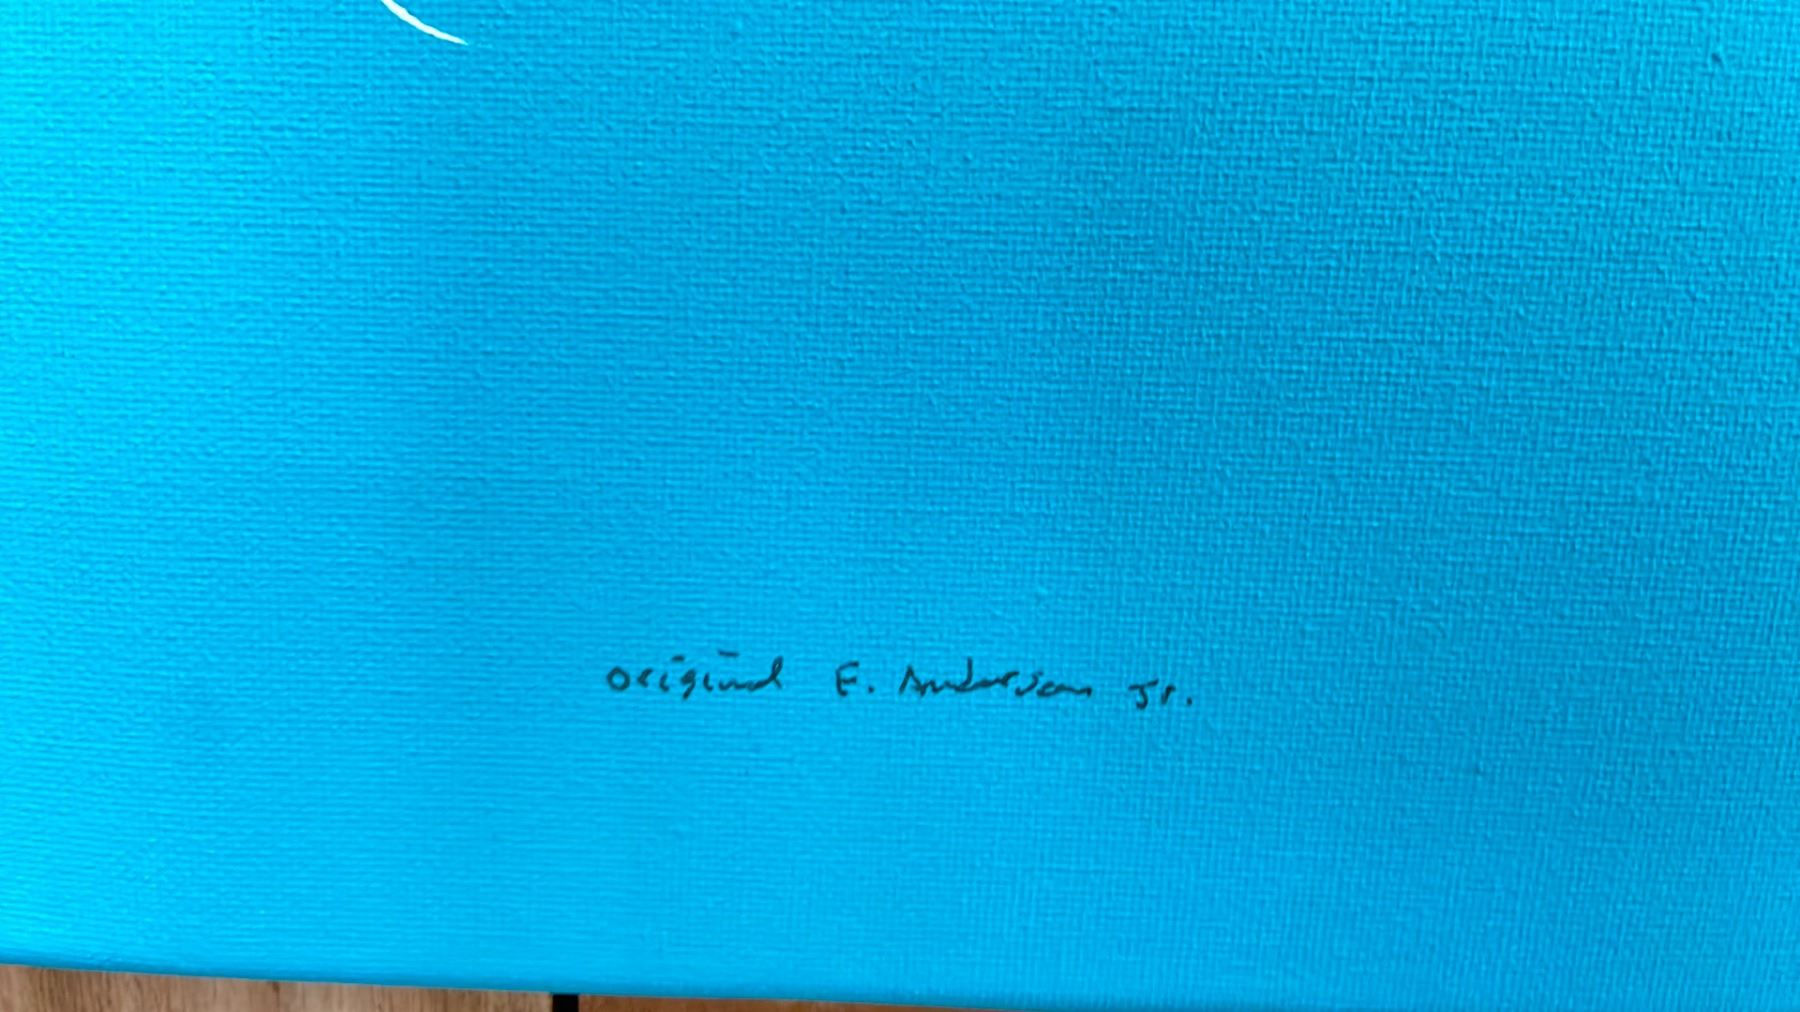 original E. Anderson Jr.